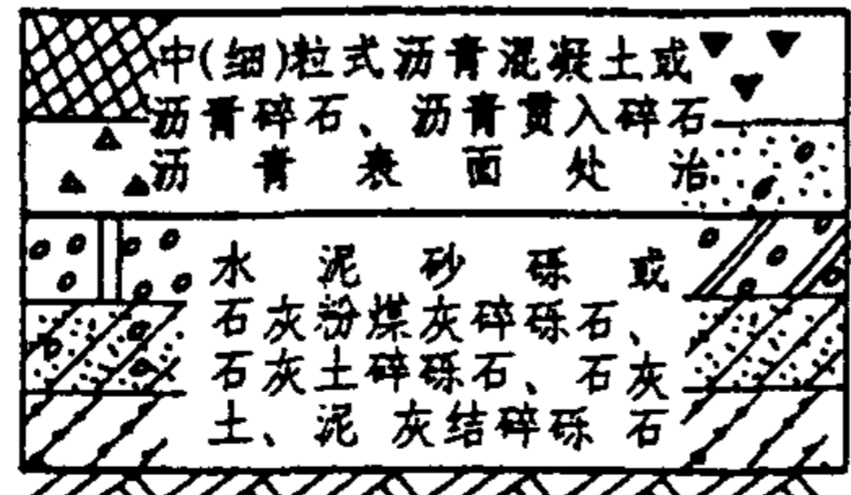 中(细)粒式沥青混凝土或
沥青碎石、沥青贯入碎石
沥青表面处治
水泥砂砾或
石灰粉煤灰碎砾石、
石灰土碎砾石、石灰
土、泥灰结碎砾石